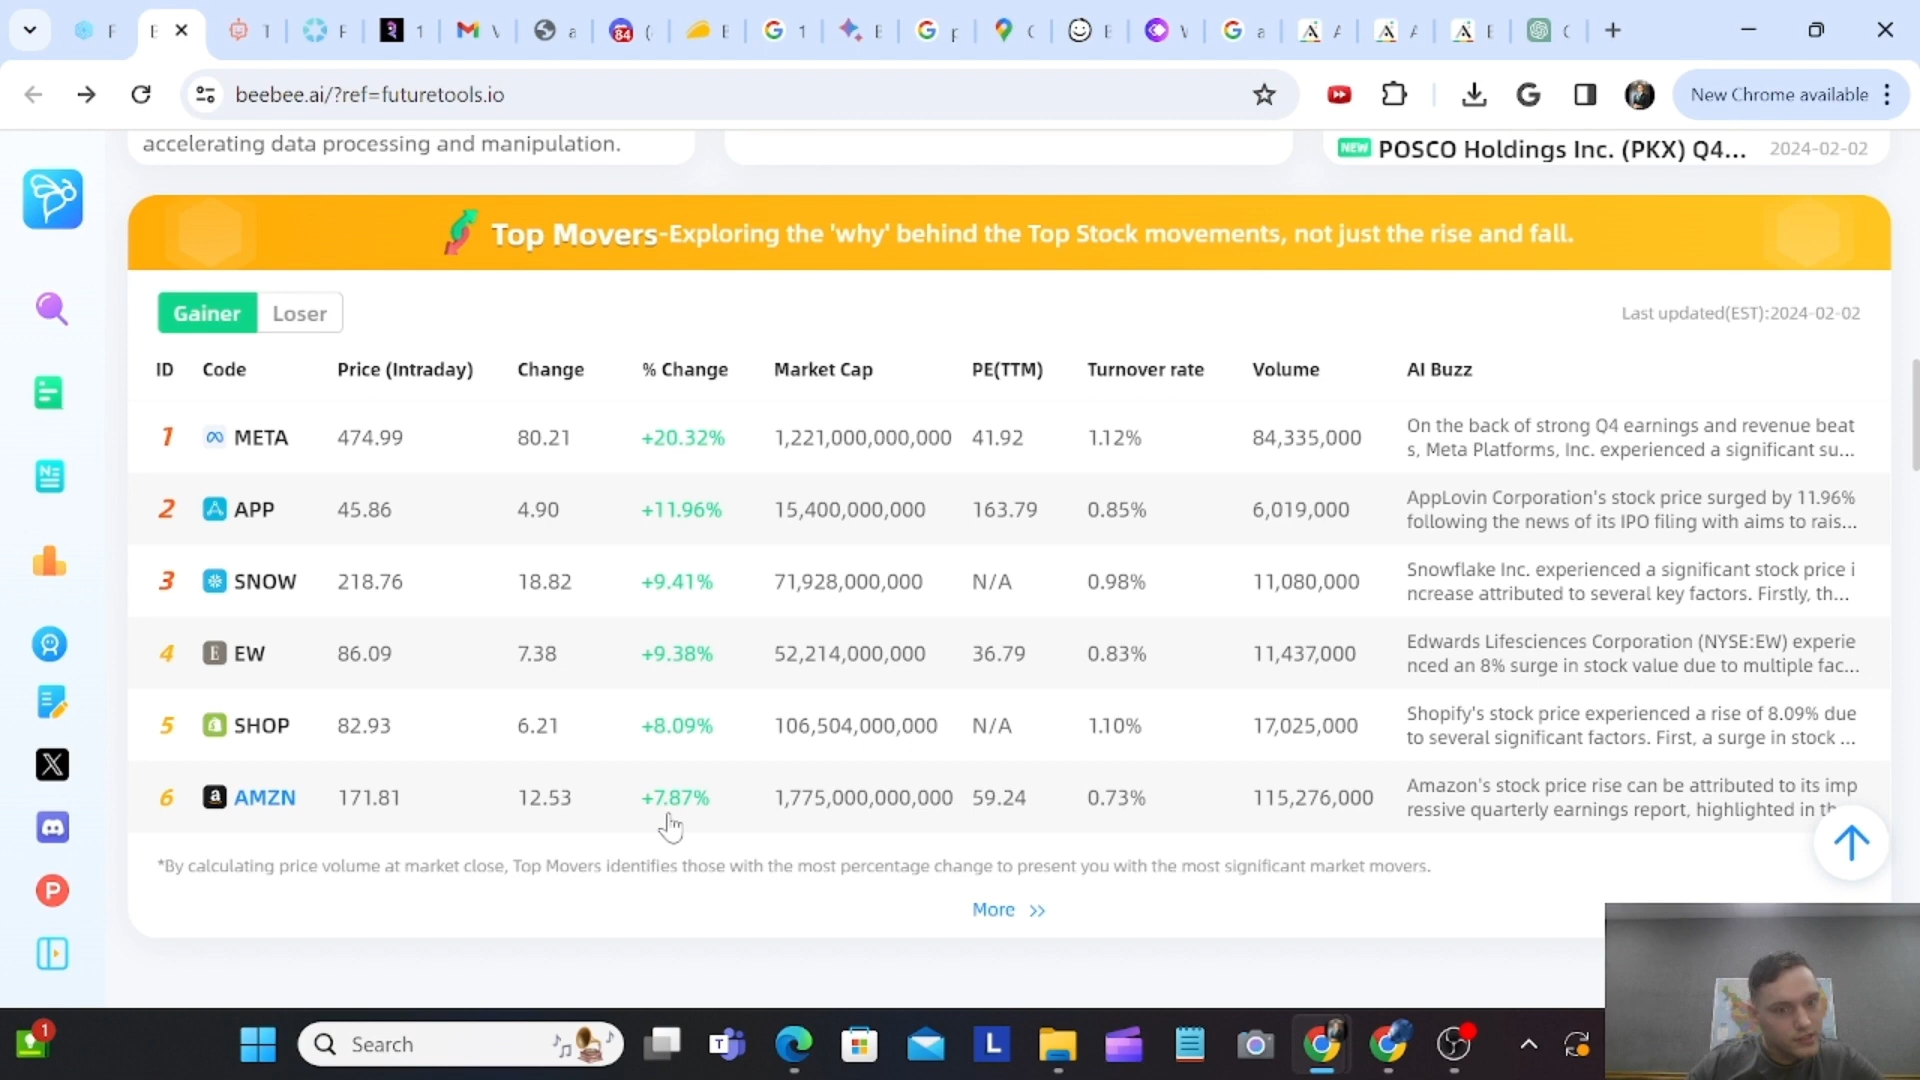 84
beebee.ai/?ref=futuretools.io
New Chrome available
accelerating data processing and manipulation.
NEW POSCO Holdings Inc. (PKX) Q4... 2024-02-02
Top Movers-Exploring the 'why' behind the Top Stock movements, not just the rise and fall.
Gainer Loser Last updated(EST):2024-02-02
ID Code Price (Intraday) Change % Change Market Cap PE(TTM) Turnover rate Volume AI Buzz
1 META 474.99 80.21 +20.32% 1,221,000,000,000 41.92 1.12% 84,335,000 On the back of strong Q4 earnings and revenue beat
s, Meta Platforms, Inc. experienced a significant su...
2 APP 45.86 4.90 +11.96% 15,400,000,000 163.79 0.85% 6,019,000 AppLovin Corporation's stock price surged by 11.96%
following the news of its IPO filing with aims to rais...
3 SNOW 218.76 18.82 +9.41% 71,928,000,000 N/A 0.98% 11,080,000 Snowflake Inc. experienced a significant stock price i
ncrease attributed to several key factors. Firstly, th...
4 E EW 86.09 7.38 +9.38% 52,214,000,000 36.79 0.83% 11,437,000 Edwards Lifesciences Corporation (NYSE:EW) experie
nced an 8% surge in stock value due to multiple fac...
5 SHOP 82.93 6.21 +8.09% 106,504,000,000 N/A 1.10% 17,025,000 Shopify's stock price experienced a rise of 8.09% due
to several significant factors. First, a surge in stock ...
6 AMZN 171.81 12.53 +7.87% 1,775,000,000,000 59.24 0.73% 115,276,000 Amazon's stock price rise can be attributed to its imp
ressive quarterly earnings report, highlighted in th
*By calculating price volume at market close, Top Movers identifies those with the most percentage change to present you with the most significant market movers.
More >>
1
Search